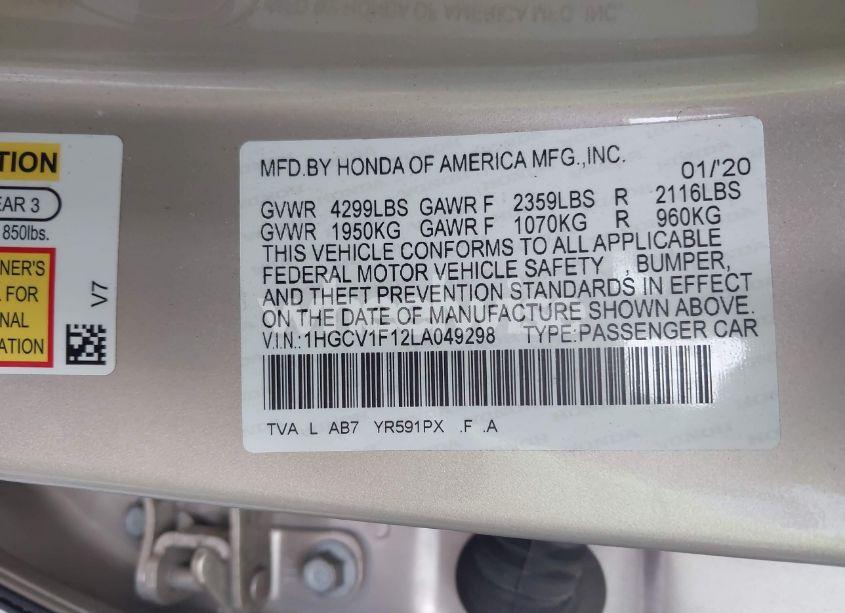 MFD.BY HONDA OF AMERICA MFG.,INC.
01/'20
GVWR 4299LBS GAWR F 2359LBS R 2116LBS
GVWR 1950KG GAWR F 1070KG R 960KG
THIS VEHICLE CONFORMS TO ALL APPLICABLE
FEDERAL MOTOR VEHICLE SAFETY , BUMPER,
AND THEFT PREVENTION STANDARDS IN EFFECT
ON THE DATE OF MANUFACTURE SHOWN ABOVE.
V.I.N.:1HGCV1F12LA049298 TYPE:PASSENGER CAR
TVA L AB7 YR591PX .F .A
TION
EAR 3
850lbs.
NER'S
L FOR
NAL
ATION
V7